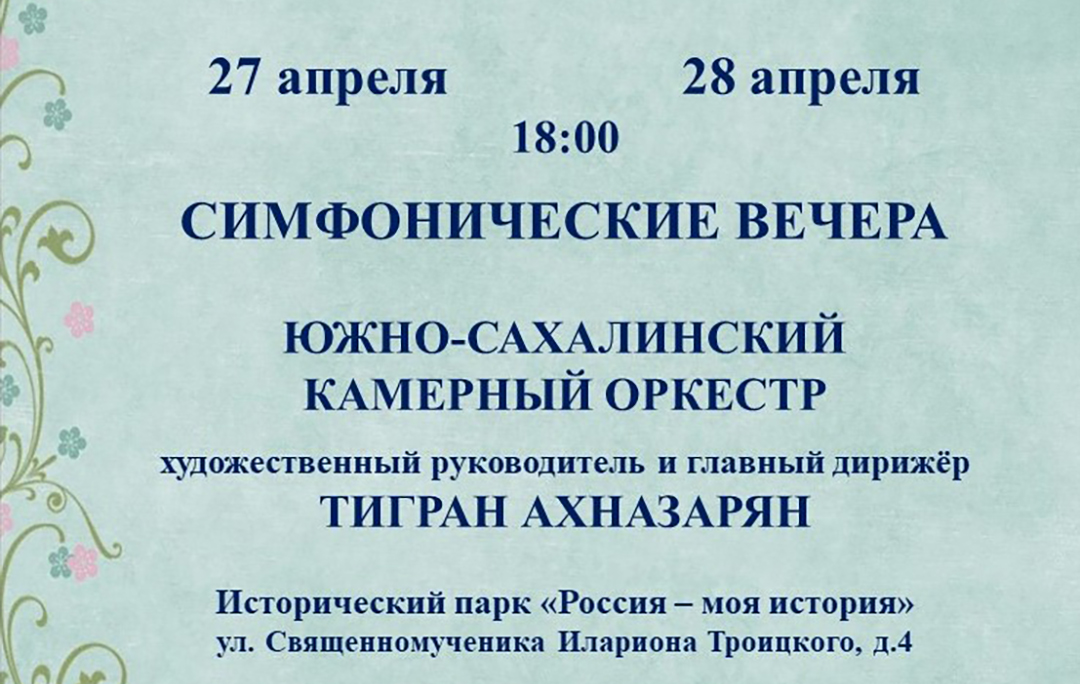 27 апреля 28 апреля
18:00
СИМФОНИЧЕСКИЕ ВЕЧЕРА
ЮЖНО-САХАЛИНСКИЙ
КАМЕРНЫЙ ОРКЕСТР
художественный руководитель и главный дирижёр
ТИГРАН АХНАЗАРЯН
Исторический парк «Россия – моя история»
ул. Священномученика Илариона Троицкого, д.4